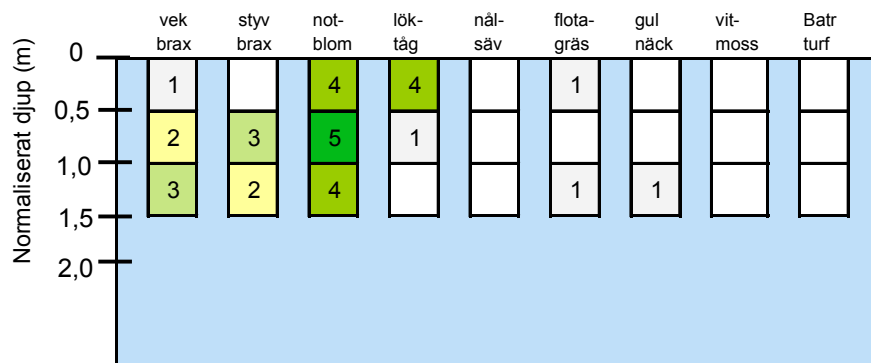 vek styv not- lök- nål- flota- gul vit- Batr
brax brax blom tåg säv gräs näck moss turf
Normaliserat djup (m)
0
1 4 4 1
0,5
2 3 5 1
1,0
3 2 4 1 1
1,5
2,0